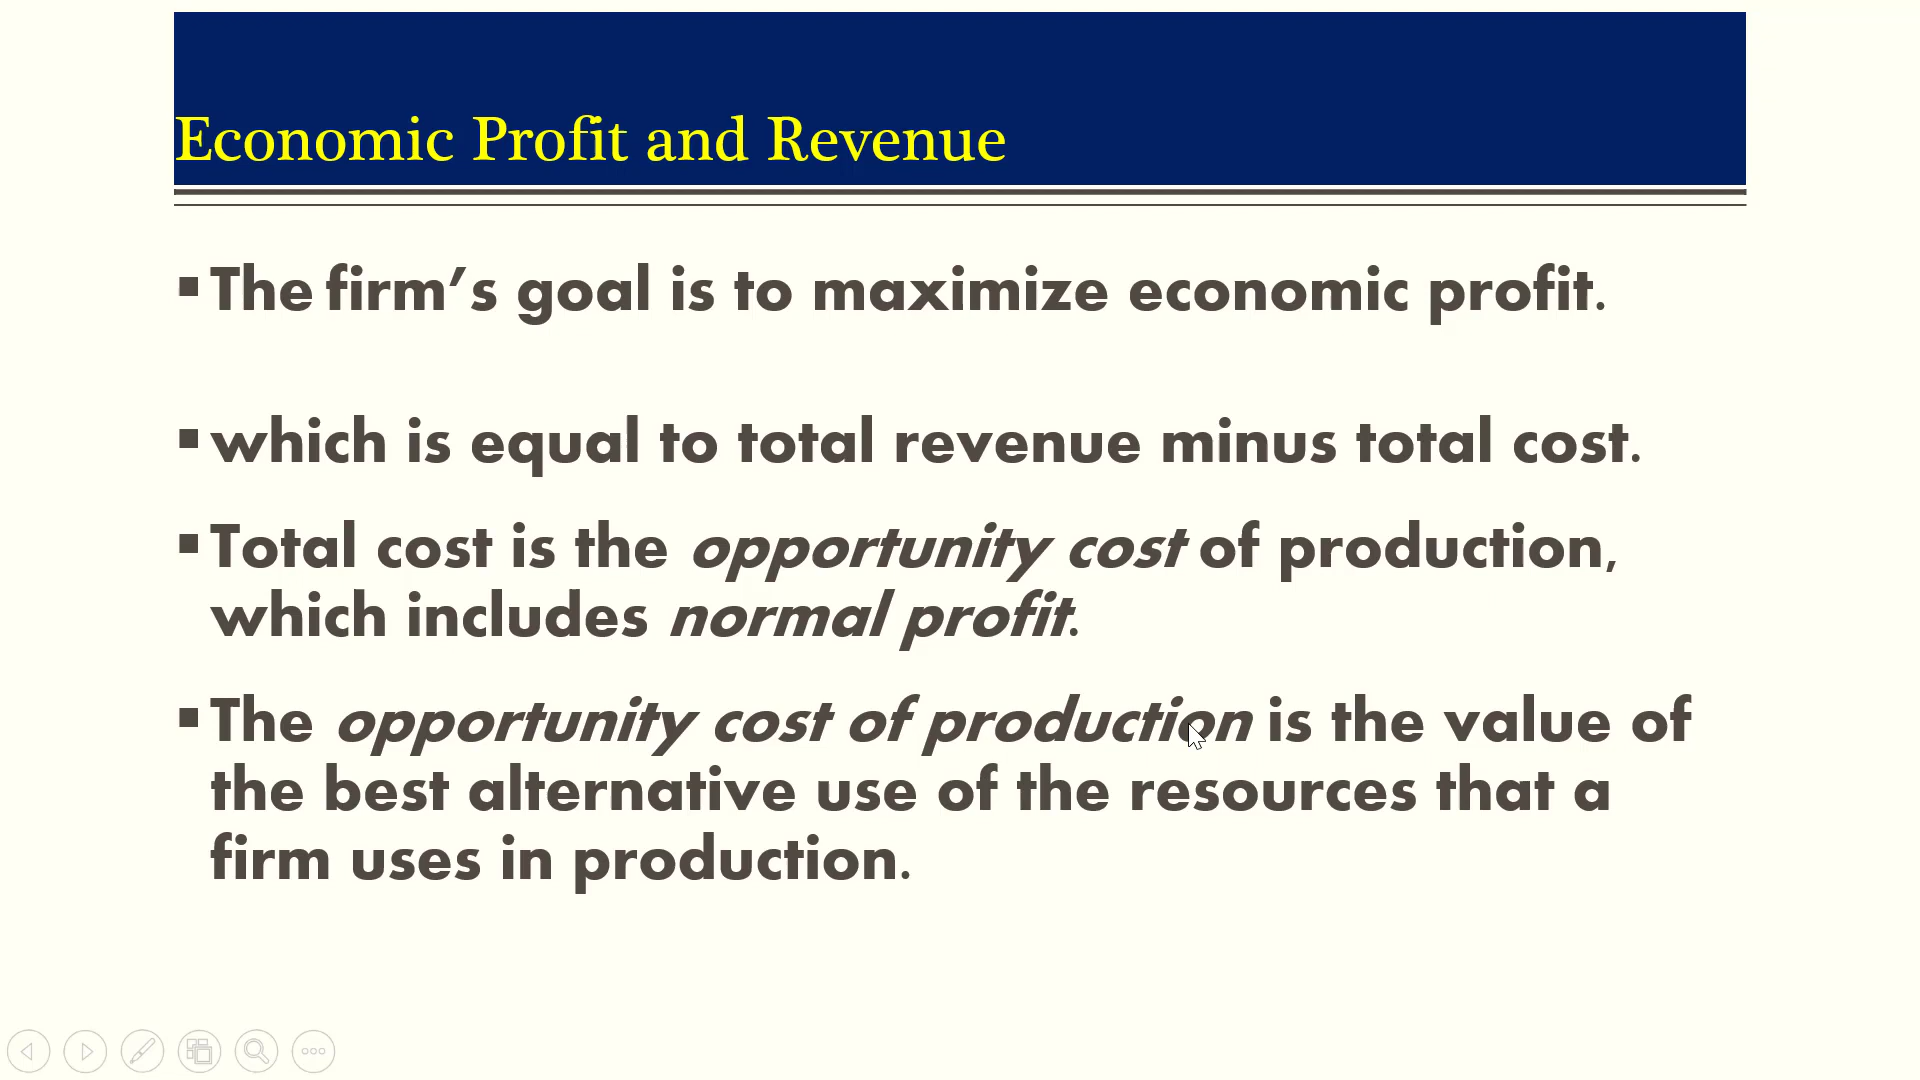 Economic Profit and Revenue
▪ The firm’s goal is to maximize economic profit.
▪ which is equal to total revenue minus total cost.
▪ Total cost is the opportunity cost of production,
which includes normal profit.
▪ The opportunity cost of production is the value of
the best alternative use of the resources that a
firm uses in production.